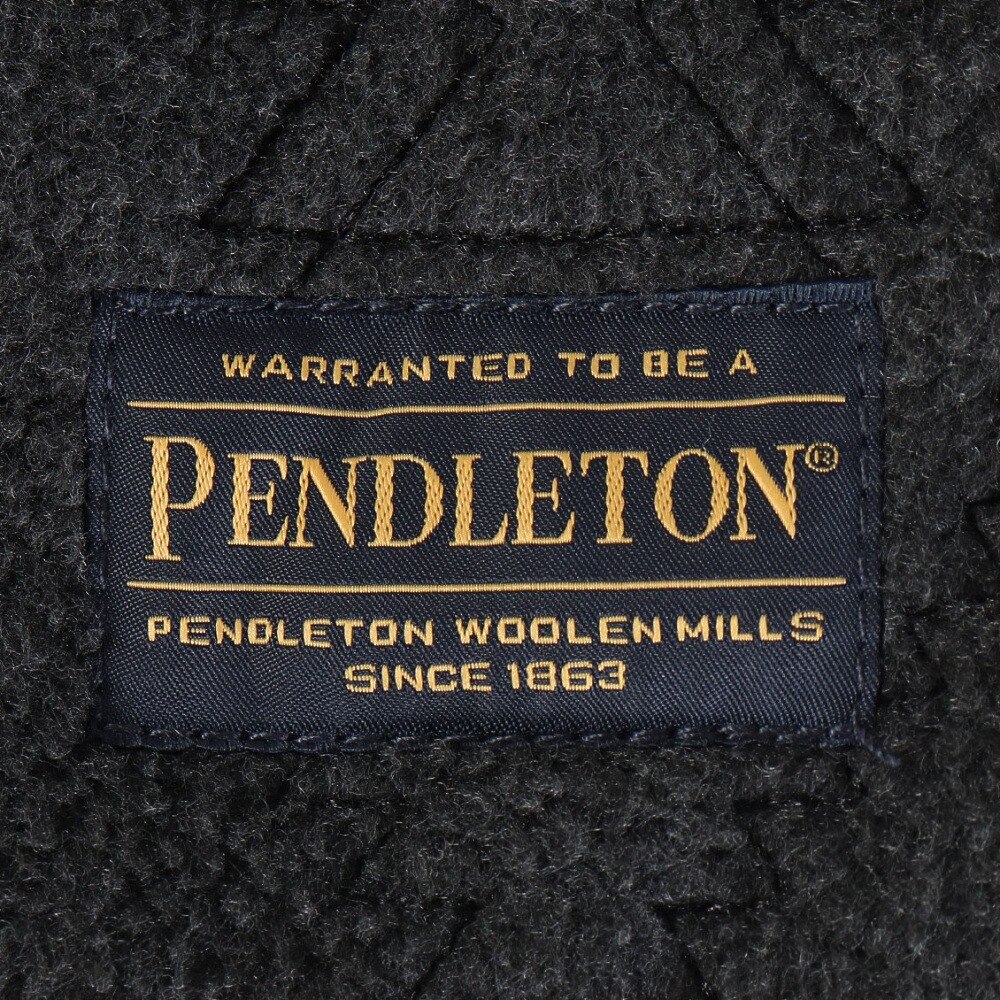 WARRANTED TO BE A
PENDLETON®
PENDLETON WOOLEN MILLS
SINCE 1863